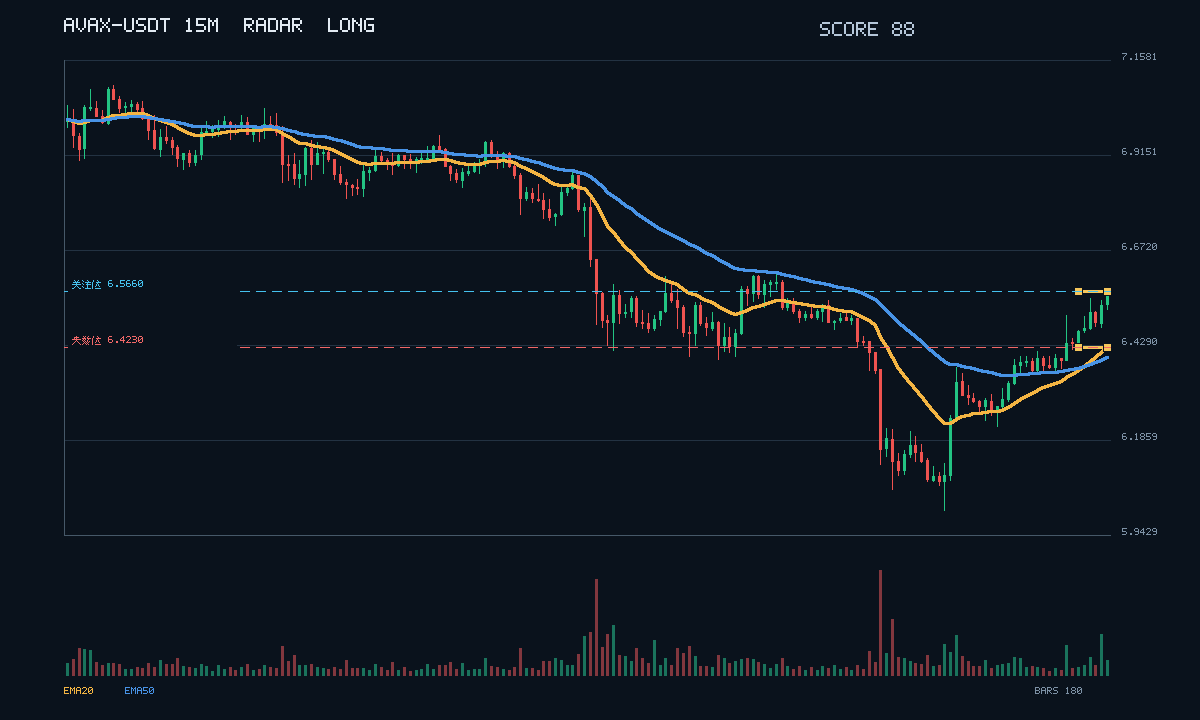 AVAX-USDT 15M RADAR LONG
SCORE 88
7.1581
6.9151
6.6720
关注位 6.5660
失效位 6.4230
6.4290
6.1859
5.9429
EMA20 EMA50
BARS 180